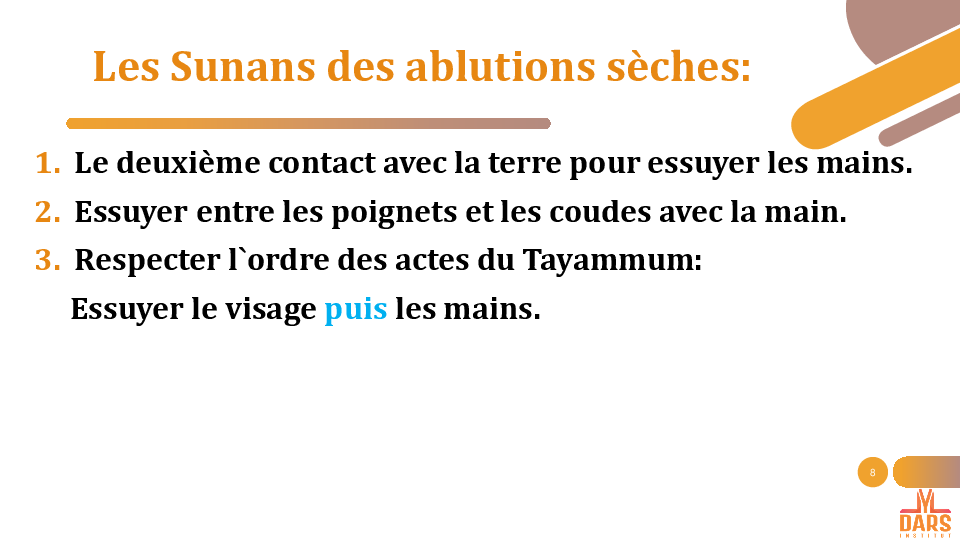 Les Sunans des ablutions sèches:
1. Le deuxième contact avec la terre pour essuyer les mains.
2. Essuyer entre les poignets et les coudes avec la main.
3. Respecter l`ordre des actes du Tayammum:
Essuyer le visage puis les mains.
8
DARS
INSTITUT